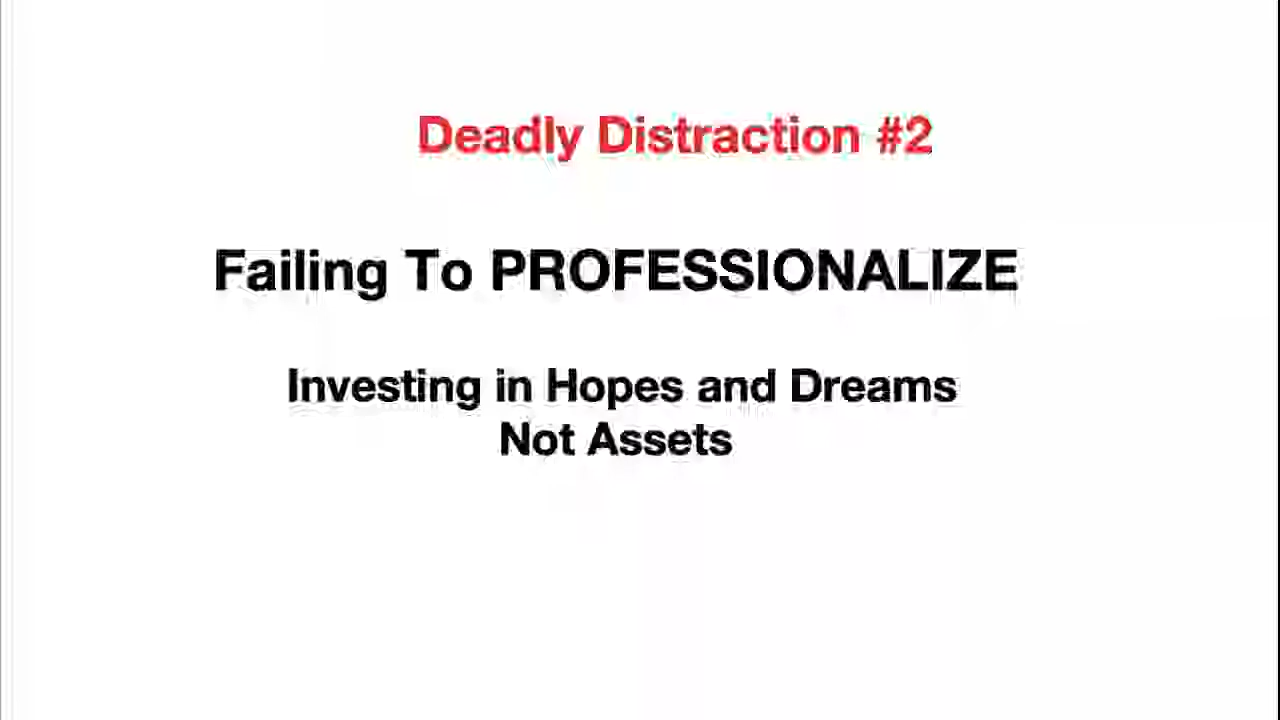 Deadly Distraction #2
Failing To PROFESSIONALIZE
Investing in Hopes and Dreams
Not Assets